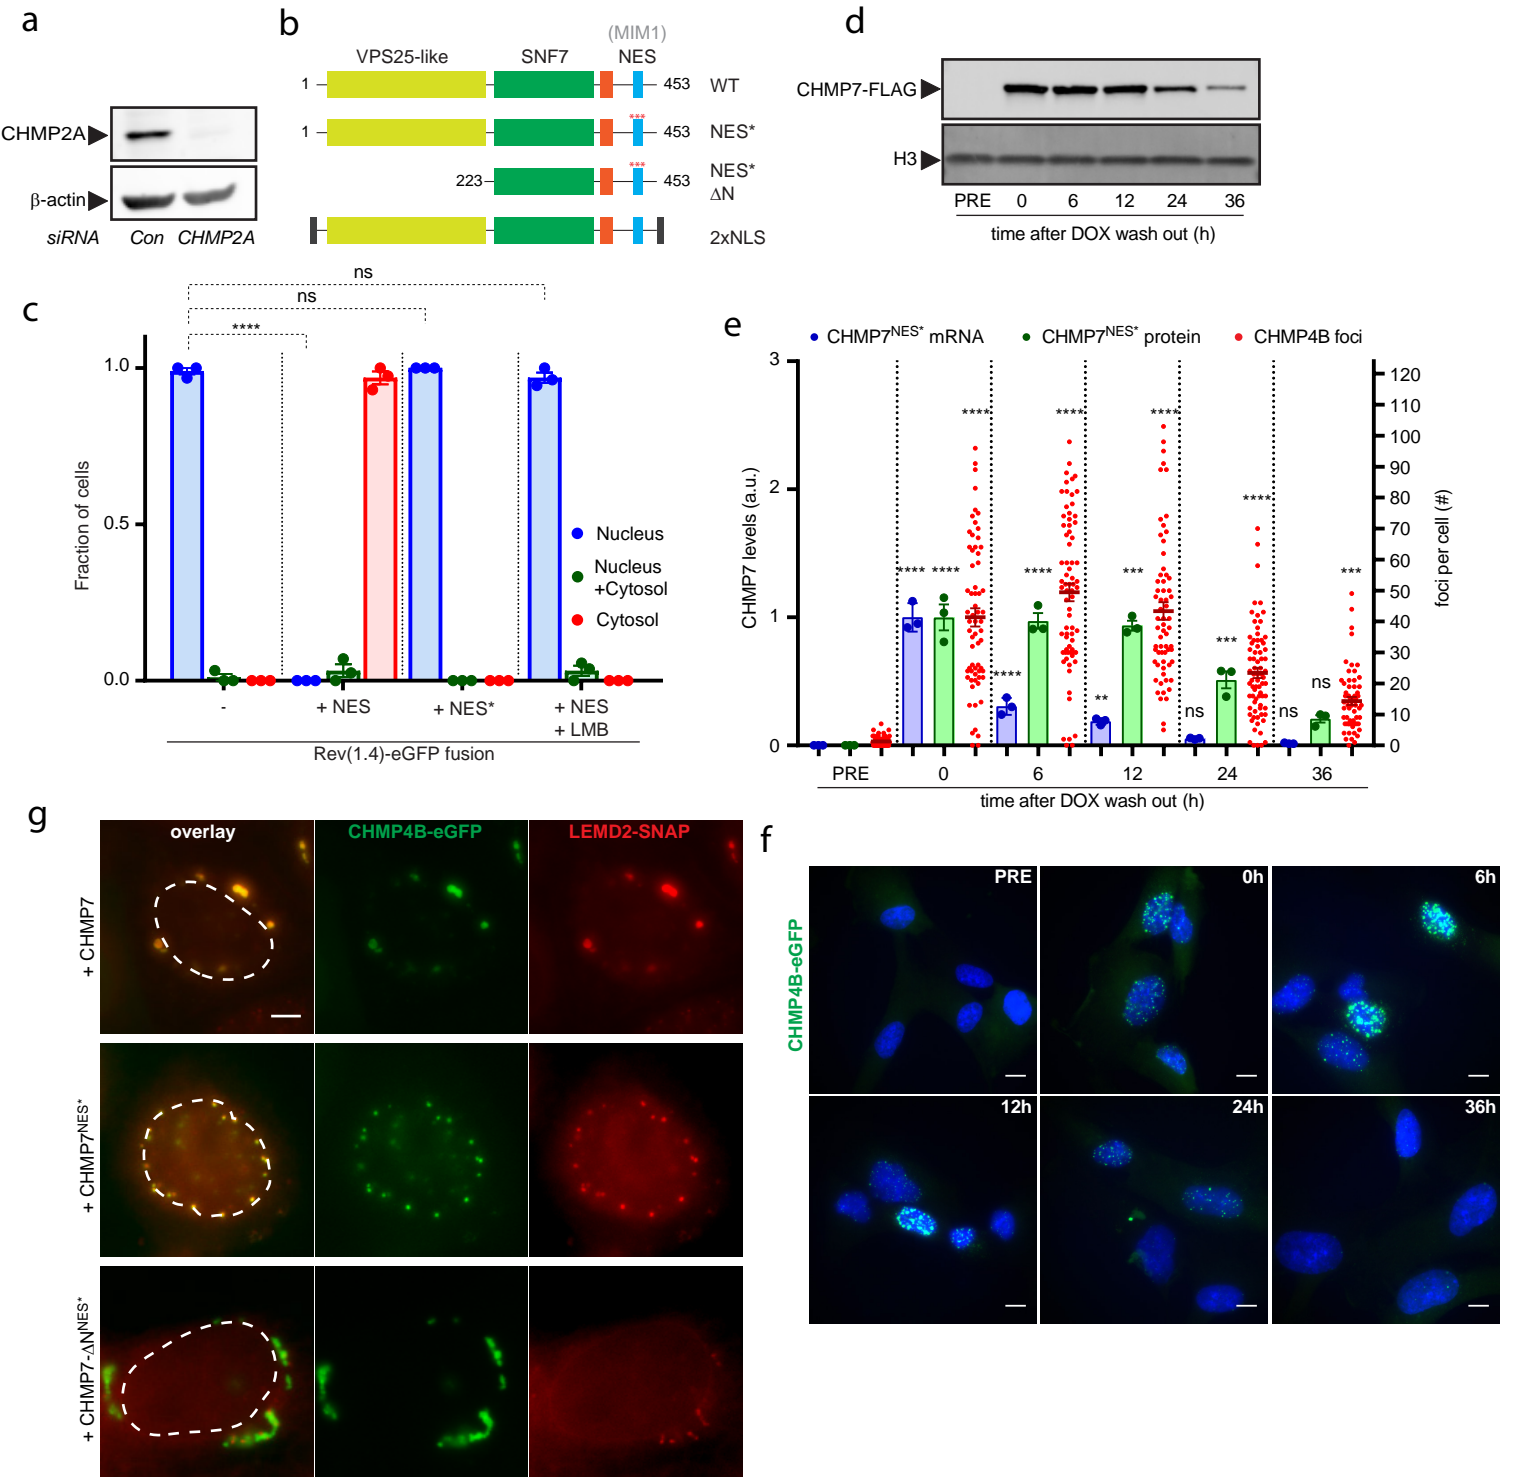 a
CHMP2A
β-actin
siRNA Con CHMP2A
b
(MIM1)
VPS25-like SNF7 NES
1 453 WT
***
1 453 NES*
***
223 453 NES*
ΔN
2xNLS
c
ns
ns
****
Fraction of cells
1.0
0.5
0.0
Nucleus
Nucleus
+Cytosol
Cytosol
- + NES + NES* + NES
+ LMB
Rev(1.4)-eGFP fusion
d
CHMP7-FLAG
H3
PRE 0 6 12 24 36
time after DOX wash out (h)
e
CHMP7NES* mRNA CHMP7NES* protein CHMP4B foci
CHMP7 levels (a.u.)
3
2
1
0
120
110
100
90
80
70
60
50
40
30
20
10
0
foci per cell (#)
**** **** ****
**** **** ****
** *** ****
ns *** ****
ns ns ***
PRE 0 6 12 24 36
time after DOX wash out (h)
g
overlay CHMP4B-eGFP LEMD2-SNAP
+ CHMP7
+ CHMP7NES*
+ CHMP7-ΔNNES*
f
CHMP4B-eGFP
PRE 0h 6h
12h 24h 36h